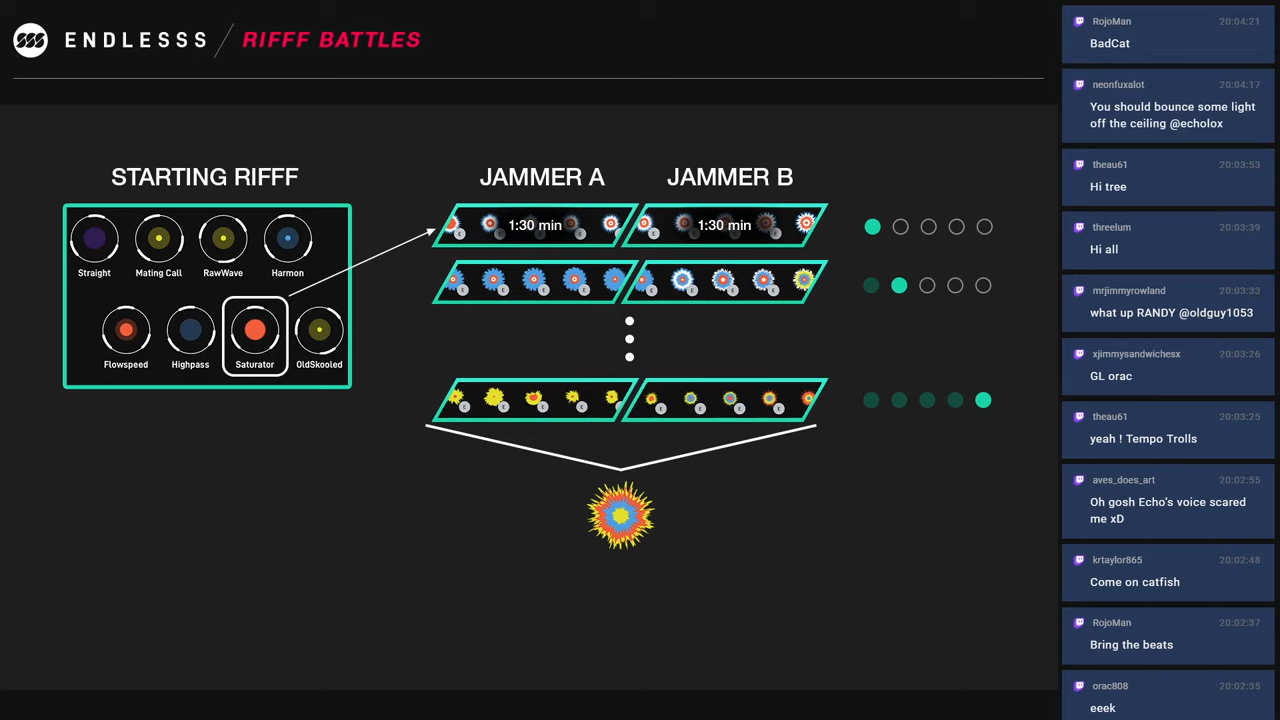 ENDLESSS / RIFFF BATTLES
STARTING RIFFF
Straight
Mating Call
RawWave
Harmon
Flowspeed
Highpass
Saturator
OldSkooled
JAMMER A
JAMMER B
1:30 min
1:30 min
E E E E E E E E
E E E E E E E E
E E E E E E E E
RojoMan 20:04:21
BadCat
neonfuxalot 20:04:17
You should bounce some light
off the ceiling @echolox
theau61 20:03:53
Hi tree
threelum 20:03:39
Hi all
mrjimmyrowland 20:03:33
what up RANDY @oldguy1053
xjimmysandwichesx 20:03:26
GL orac
theau61 20:03:25
yeah ! Tempo Trolls
aves_does_art 20:02:55
Oh gosh Echo's voice scared
me xD
krtaylor865 20:02:48
Come on catfish
RojoMan 20:02:37
Bring the beats
orac808 20:02:35
eeek